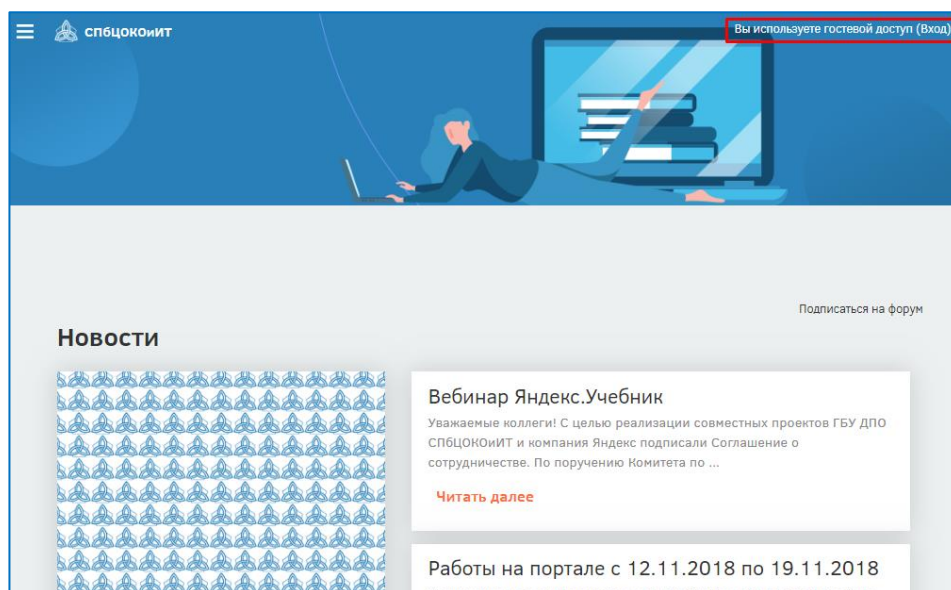 спбцокоиит
Вы используете гостевой доступ (Вход)
Подписаться на форум
Новости
Вебинар Яндекс.Учебник
Уважаемые коллеги! С целью реализации совместных проектов ГБУ ДПО
СПбЦОКОиИТ и компания Яндекс подписали Соглашение о
сотрудничестве. По поручению Комитета по ...
Читать далее
Работы на портале с 12.11.2018 по 19.11.2018